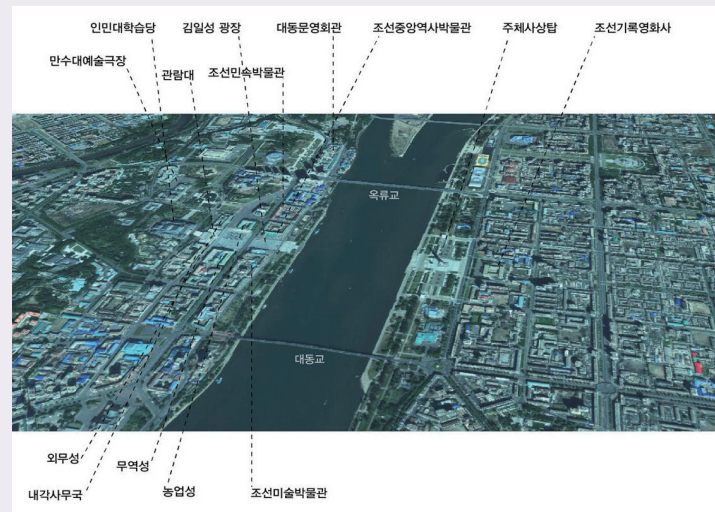 인민대학습당
김일성 광장
대동문영화관
조선중앙역사박물관
주체사상탑
조선기록영화사
만수대예술극장
관람대
조선민속박물관
옥류교
대동교
외무성
무역성
내각사무국
농업성
조선미술박물관